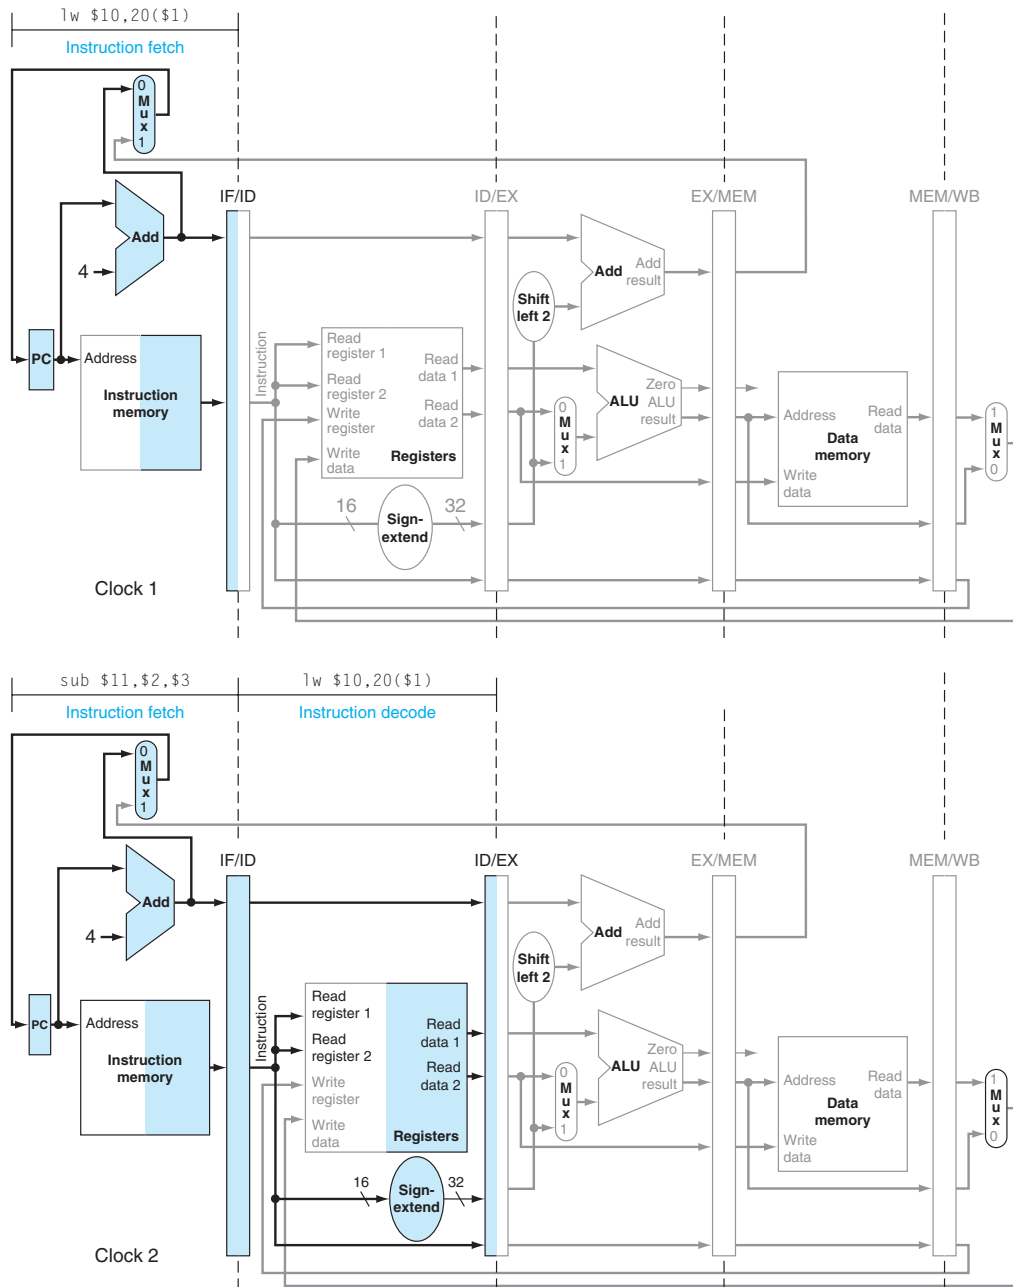 lw $10,20($1)
Instruction fetch
0
M
u
x
1
IF/ID
ID/EX
EX/MEM
MEM/WB
Add
4
Add
Add
result
Shift
left 2
PC
Address
Instruction
memory
Instruction
Read
register 1
Read
register 2
Write
register
Write
data
Read
data 1
Read
data 2
Registers
0
M
u
x
1
ALU
Zero
ALU
result
Address
Read
data
Data
memory
Write
data
1
M
u
x
0
16
Sign-
extend
32
Clock 1
sub $11,$2,$3
lw $10,20($1)
Instruction fetch
Instruction decode
0
M
u
x
1
IF/ID
ID/EX
EX/MEM
MEM/WB
Add
4
Add
Add
result
Shift
left 2
PC
Address
Instruction
memory
Instruction
Read
register 1
Read
register 2
Write
register
Write
data
Read
data 1
Read
data 2
Registers
0
M
u
x
1
ALU
Zero
ALU
result
Address
Read
data
Data
memory
Write
data
1
M
u
x
0
16
Sign-
extend
32
Clock 2